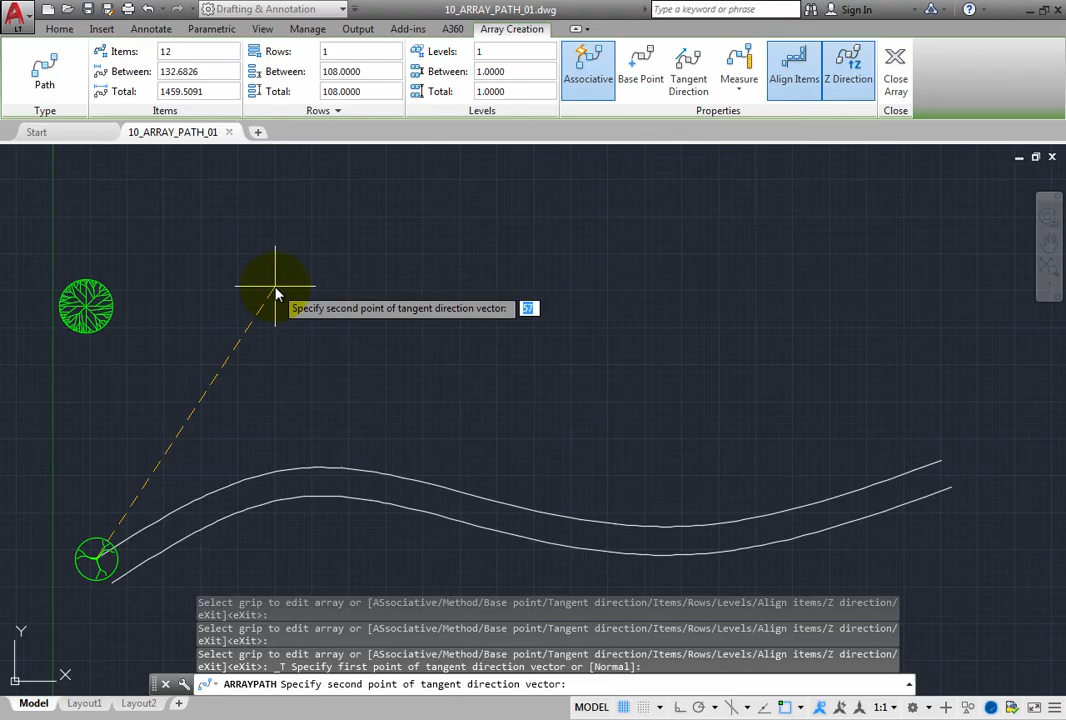 Drafting & Annotation
10_ARRAY_PATH_01.dwg
Type a keyword or phrase
Sign In
LT
Home Insert Annotate Parametric View Manage Output Add-ins A360 Array Creation
Items: 12 Rows: 1 Levels: 1
Between: 132.6826 Between: 108.0000 Between: 1.0000
Total: 1459.5091 Total: 108.0000 Total: 1.0000
Path
Associative Base Point Tangent Direction Measure Align Items Z Direction Close Array
Type Items Rows Levels Properties Close
Start 10_ARRAY_PATH_01
Specify second point of tangent direction vector: 57
Select grip to edit array or [ASsociative/Method/Base point/Tangent direction/Items/Rows/Levels/Align items/Z direction/
eXit]<eXit>:
Select grip to edit array or [ASsociative/Method/Base point/Tangent direction/Items/Rows/Levels/Align items/Z direction/
eXit]<eXit>:
Select grip to edit array or [ASsociative/Method/Base point/Tangent direction/Items/Rows/Levels/Align items/Z direction/
eXit]<eXit>: _T Specify first point of tangent direction vector or [Normal]:
ARRAYPATH Specify second point of tangent direction vector:
Y
X
Model Layout1 Layout2
MODEL 1:1